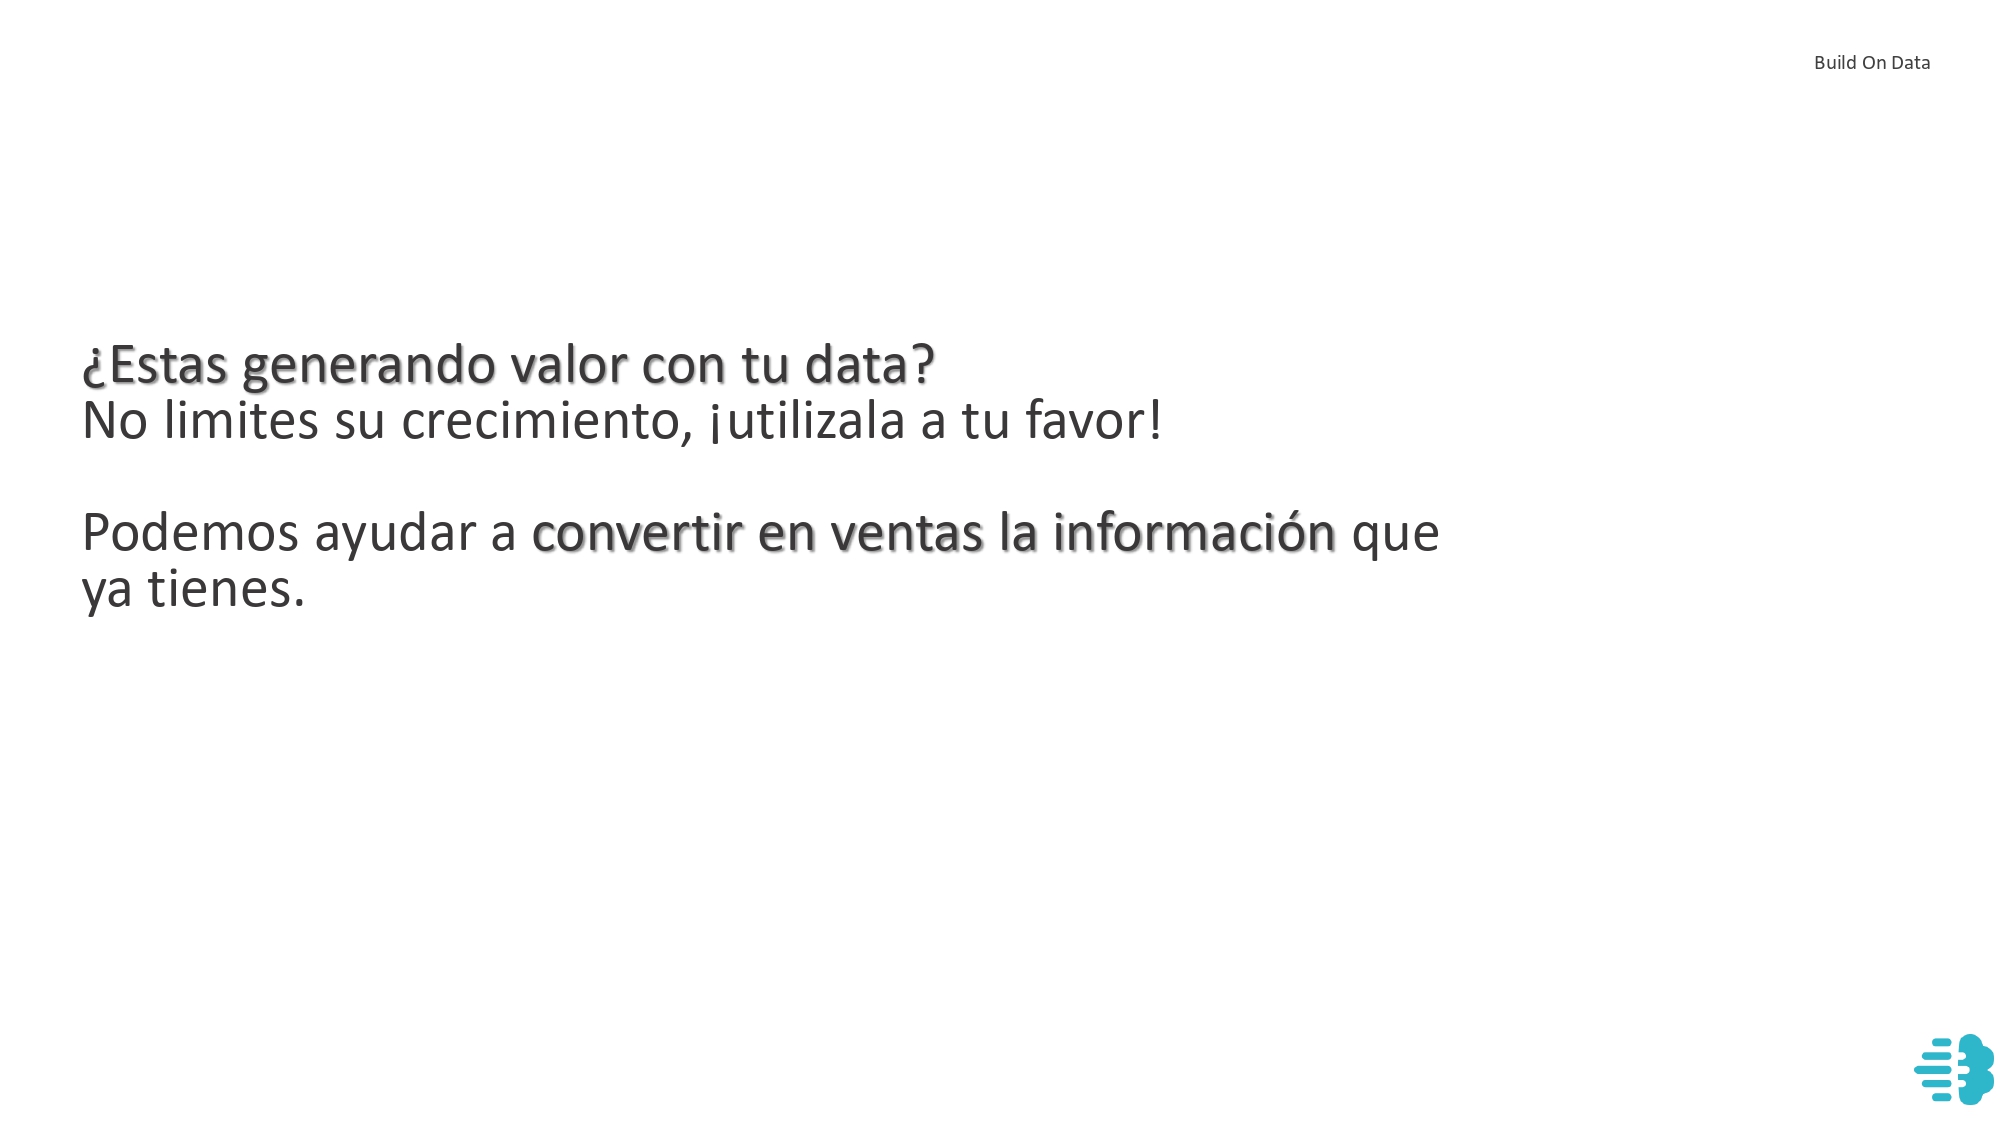 Build On Data
¿Estas generando valor con tu data?
No limites su crecimiento, ¡utilizala a tu favor!
Podemos ayudar a convertir en ventas la información que
ya tienes.